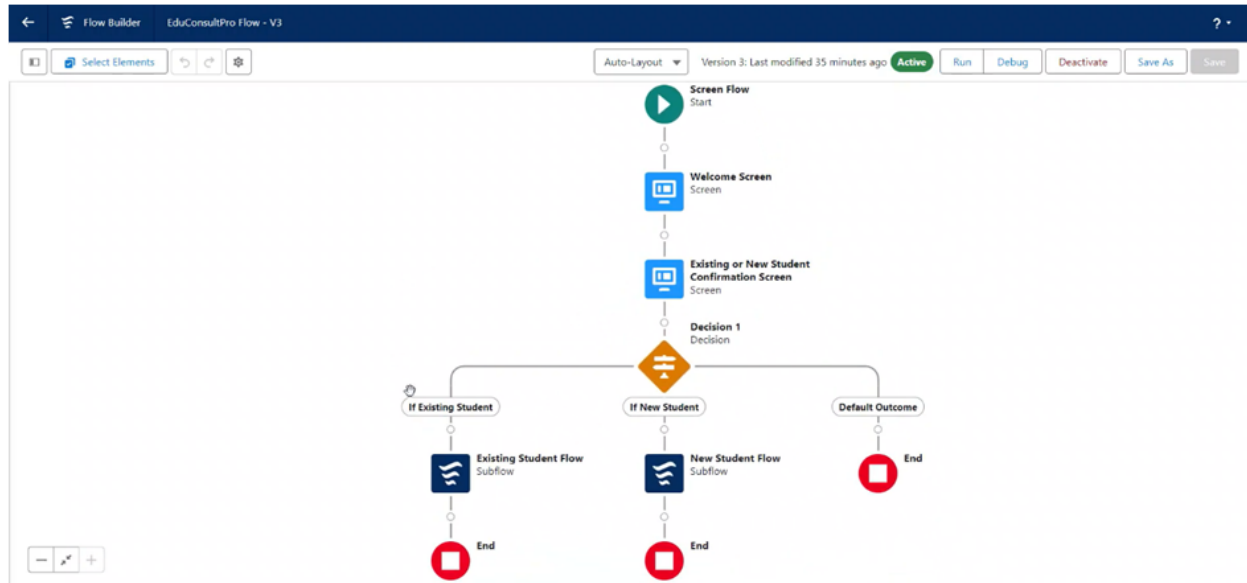 Flow Builder EduConsultPro Flow - V3 ?
Select Elements Auto-Layout Version 3: Last modified 35 minutes ago Active Run Debug Deactivate Save As Save
Screen Flow
Start
Welcome Screen
Screen
Existing or New Student
Confirmation Screen
Screen
Decision 1
Decision
If Existing Student If New Student Default Outcome
Existing Student Flow New Student Flow End
Subflow Subflow
End End